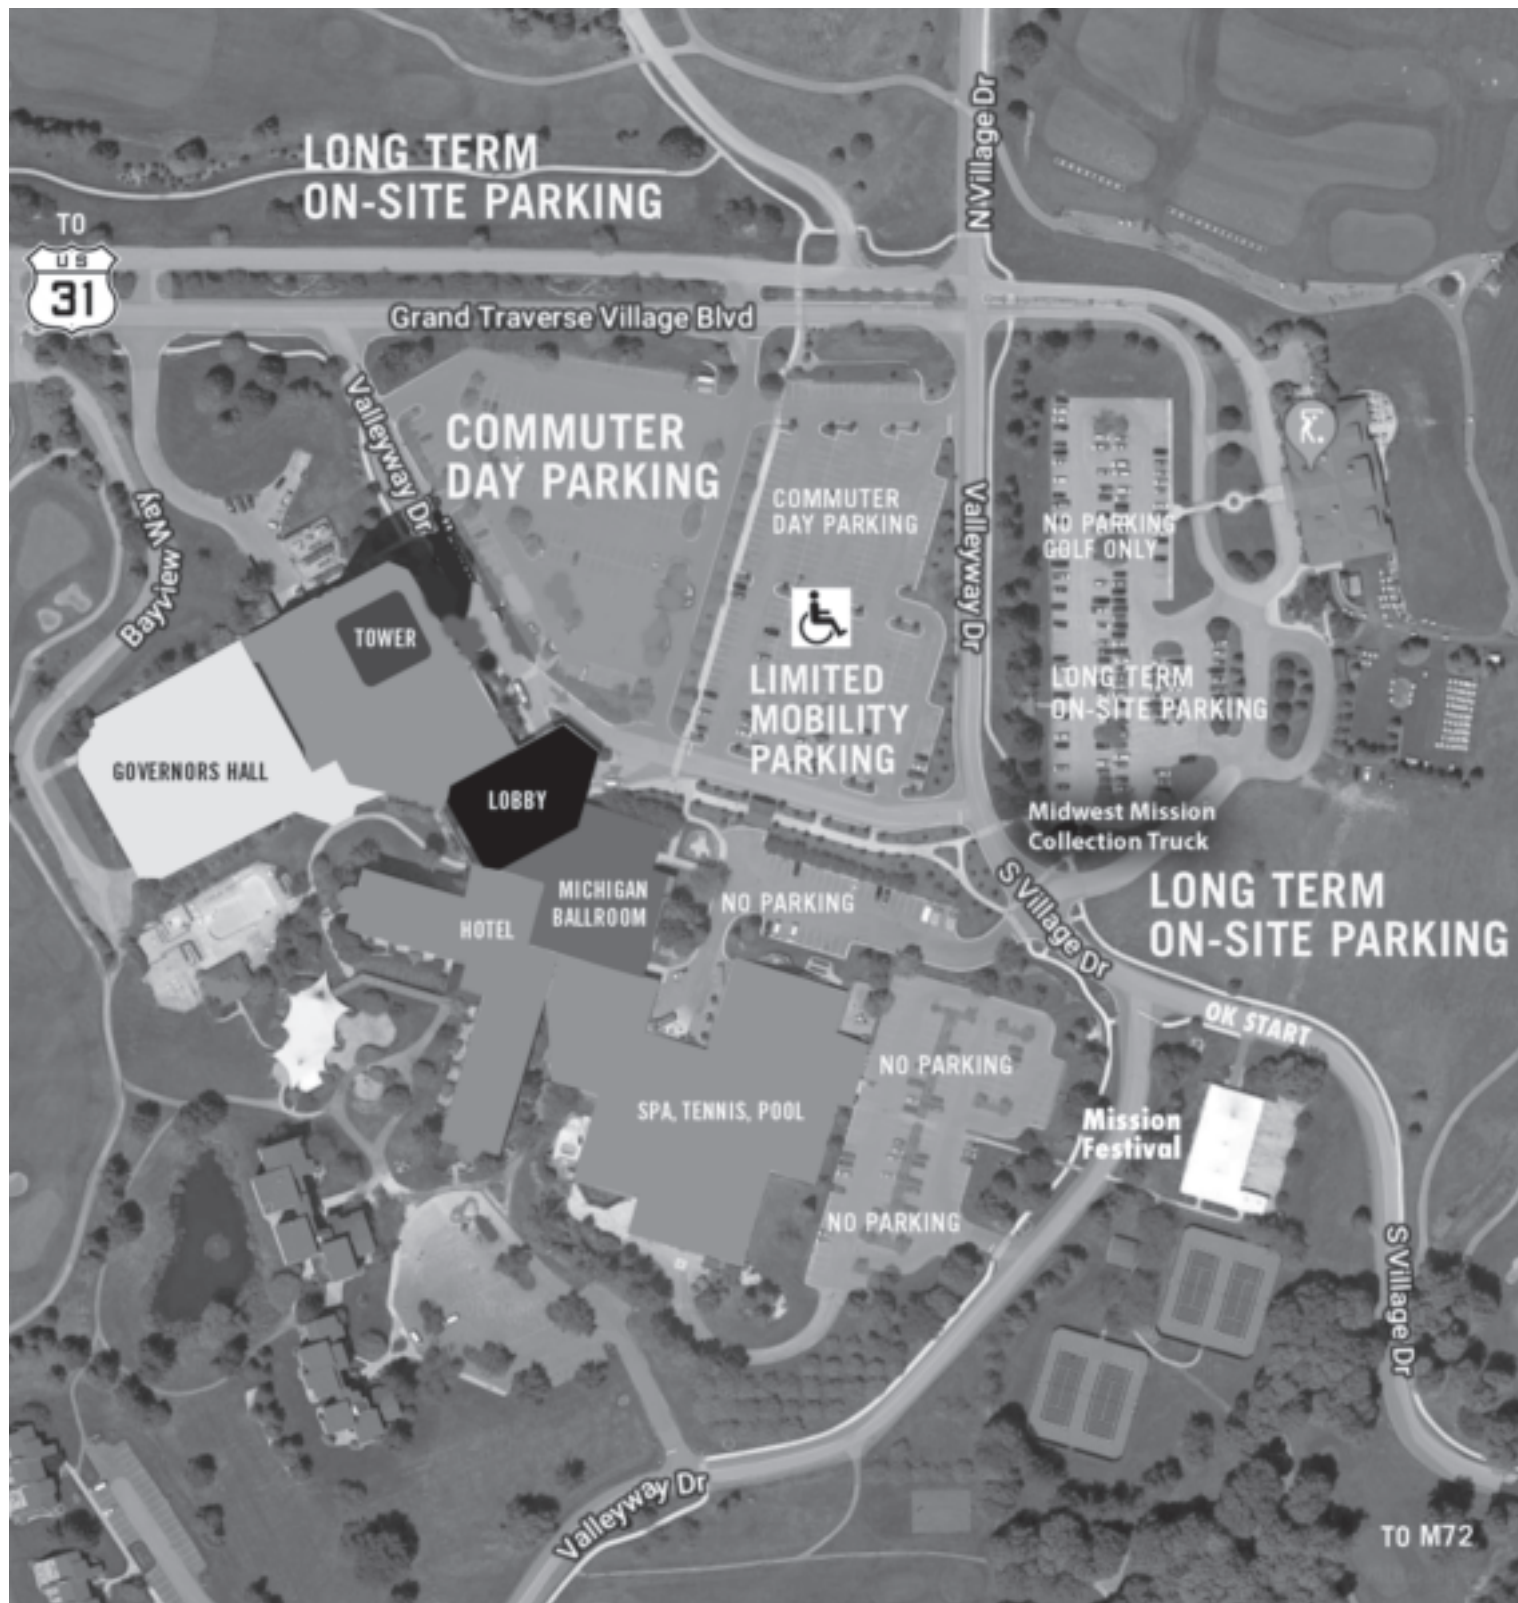 N Village Dr
LONG TERM
ON-SITE PARKING
TO
US
31
Grand Traverse Village Blvd
Valleyway Dr
COMMUTER
DAY PARKING
COMMUTER
DAY PARKING
Valleyway Dr
NO PARKING
GOLF ONLY
Bayview Way
TOWER
LIMITED
MOBILITY
PARKING
LONG TERM
ON-SITE PARKING
GOVERNORS HALL
LOBBY
Midwest Mission
Collection Truck
MICHIGAN
BALLROOM
HOTEL
NO PARKING
S Village Dr
LONG TERM
ON-SITE PARKING
OK START
NO PARKING
SPA, TENNIS, POOL
Mission
Festival
NO PARKING
S Village Dr
Valleyway Dr
TO M72